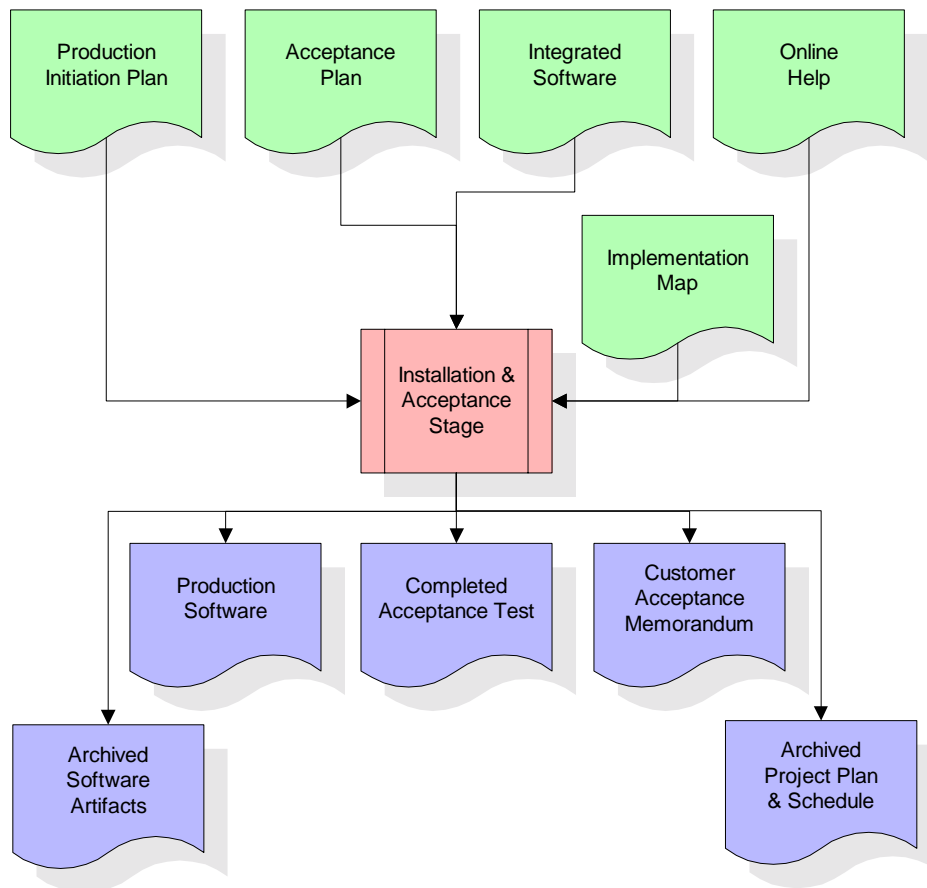 Production
Initiation Plan
Acceptance
Plan
Integrated
Software
Online
Help
Implementation
Map
Installation &
Acceptance
Stage
Production
Software
Completed
Acceptance Test
Customer
Acceptance
Memorandum
Archived
Software
Artifacts
Archived
Project Plan
& Schedule